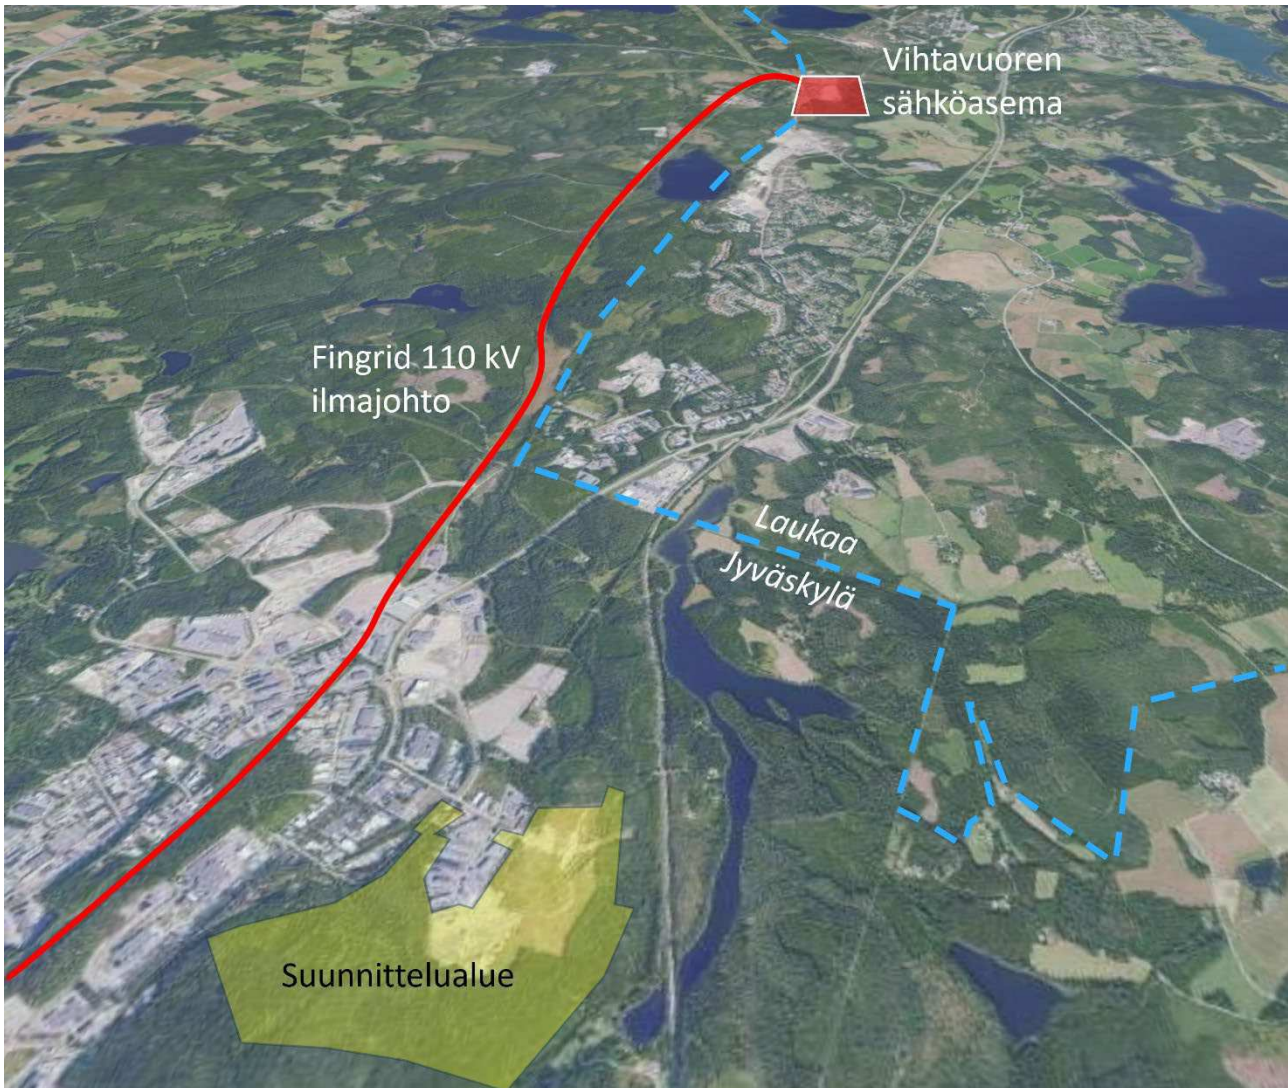 Vihtavuoren
sähköasema
Fingrid 110 kV
ilmajohto
Laukaa
Jyväskylä
Suunnittelualue